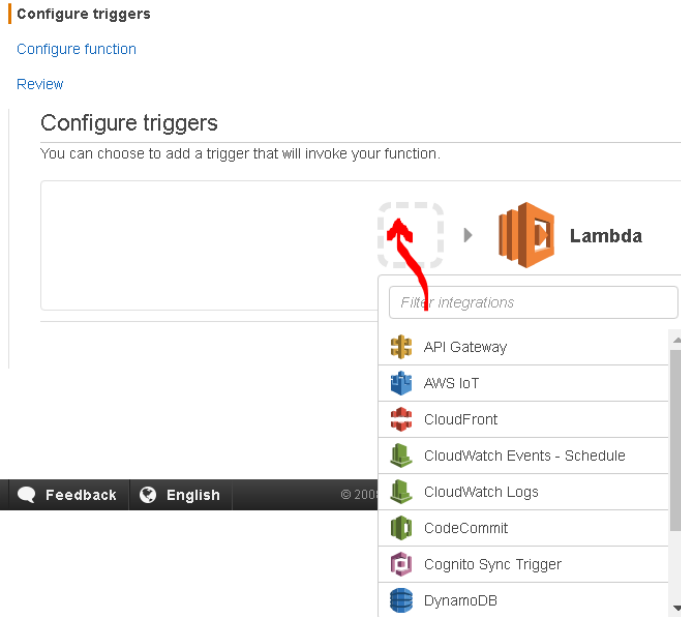 Configure triggers
Configure function
Review
Configure triggers
You can choose to add a trigger that will invoke your function.
Lambda
Filter integrations
API Gateway
AWS IoT
CloudFront
CloudWatch Events - Schedule
CloudWatch Logs
CodeCommit
Cognito Sync Trigger
DynamoDB
Feedback
English
© 200